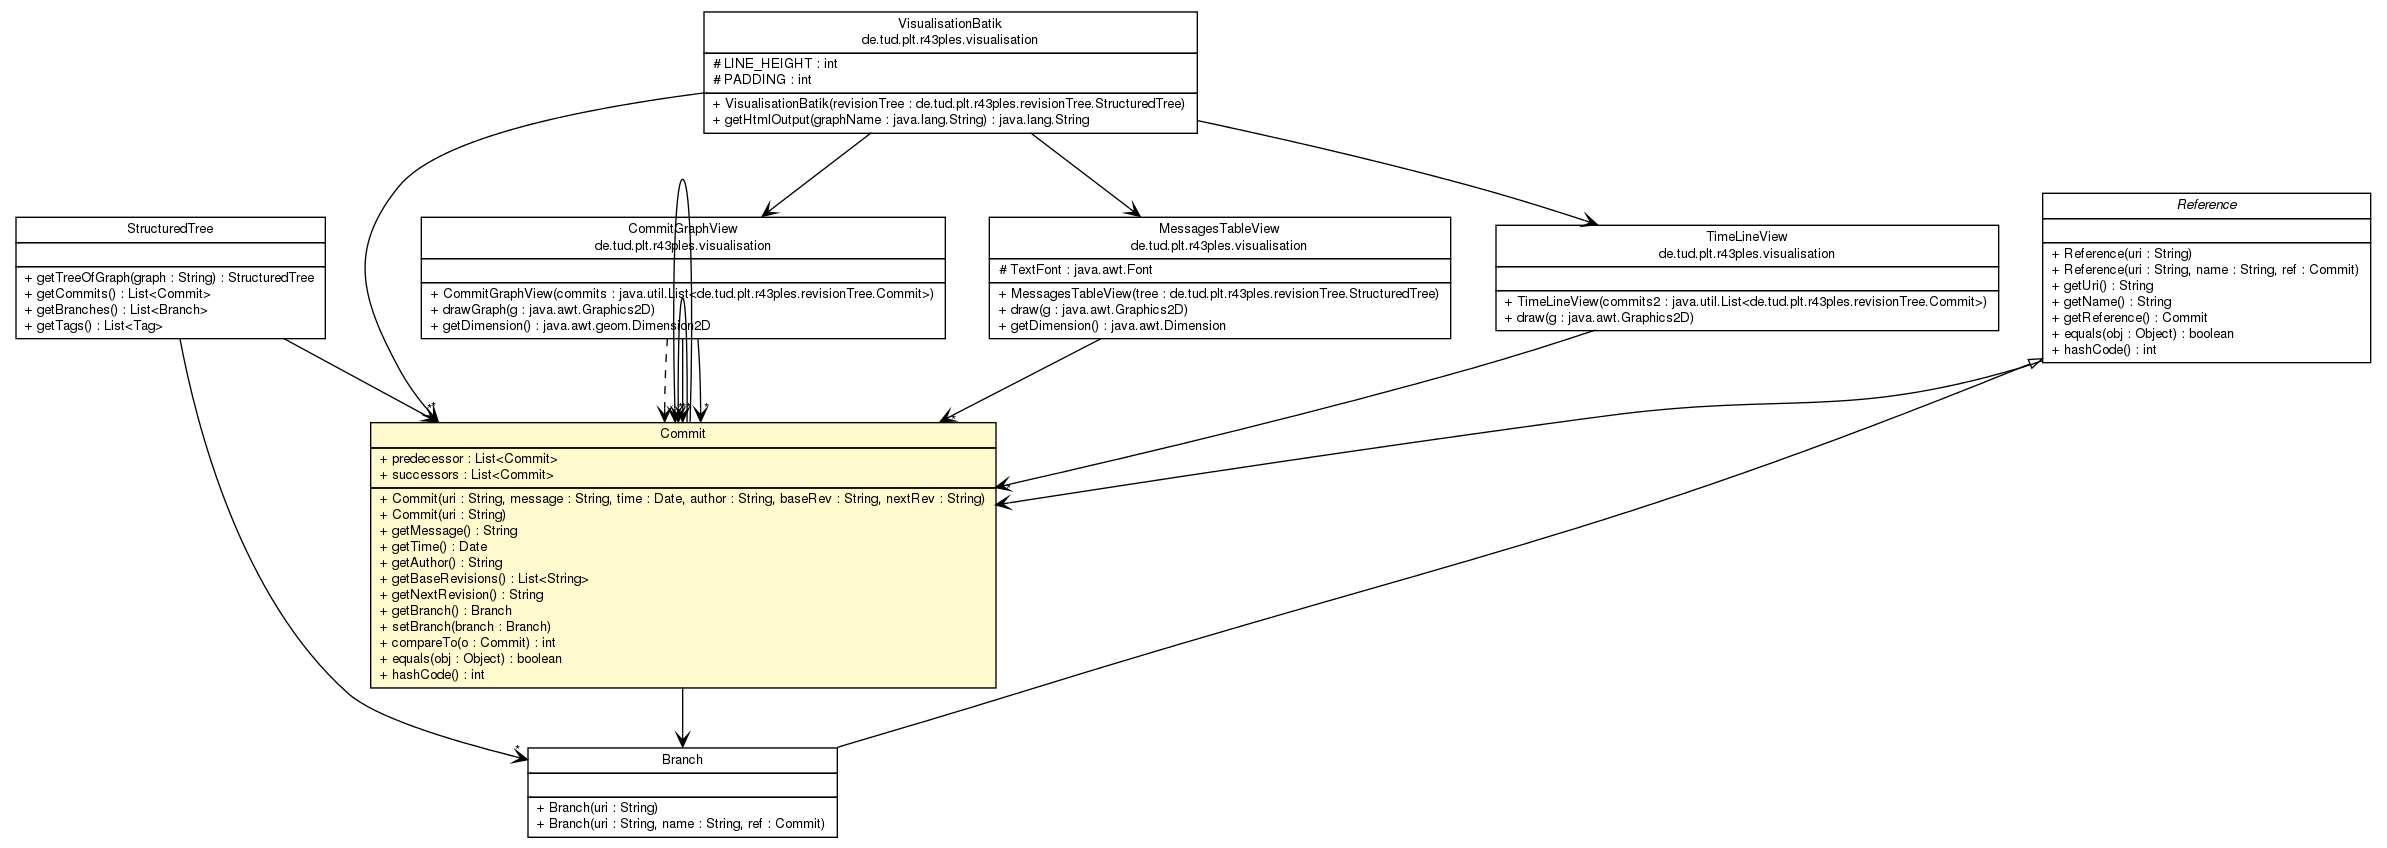 VisualisationBatik
de.tud.plt.r43ples.visualisation
# LINE_HEIGHT : int
# PADDING : int
+ VisualisationBatik(revisionTree : de.tud.plt.r43ples.revisionTree.StructuredTree)
+ getHtmlOutput(graphName : java.lang.String) : java.lang.String
StructuredTree
+ getTreeOfGraph(graph : String) : StructuredTree
+ getCommits() : List<Commit>
+ getBranches() : List<Branch>
+ getTags() : List<Tag>
CommitGraphView
de.tud.plt.r43ples.visualisation
+ CommitGraphView(commits : java.util.List<de.tud.plt.r43ples.revisionTree.Commit>)
+ drawGraph(g : java.awt.Graphics2D)
+ getDimension() : java.awt.geom.Dimension2D
MessagesTableView
de.tud.plt.r43ples.visualisation
# TextFont : java.awt.Font
+ MessagesTableView(tree : de.tud.plt.r43ples.revisionTree.StructuredTree)
+ draw(g : java.awt.Graphics2D)
+ getDimension() : java.awt.Dimension
TimeLineView
de.tud.plt.r43ples.visualisation
+ TimeLineView(commits2 : java.util.List<de.tud.plt.r43ples.revisionTree.Commit>)
+ draw(g : java.awt.Graphics2D)
Reference
+ Reference(uri : String)
+ Reference(uri : String, name : String, ref : Commit)
+ getUri() : String
+ getName() : String
+ getReference() : Commit
+ equals(obj : Object) : boolean
+ hashCode() : int
Commit
+ predecessor : List<Commit>
+ successors : List<Commit>
+ Commit(uri : String, message : String, time : Date, author : String, baseRev : String, nextRev : String)
+ Commit(uri : String)
+ getMessage() : String
+ getTime() : Date
+ getAuthor() : String
+ getBaseRevisions() : List<String>
+ getNextRevision() : String
+ getBranch() : Branch
+ setBranch(branch : Branch)
+ compareTo(o : Commit) : int
+ equals(obj : Object) : boolean
+ hashCode() : int
Branch
+ Branch(uri : String)
+ Branch(uri : String, name : String, ref : Commit)